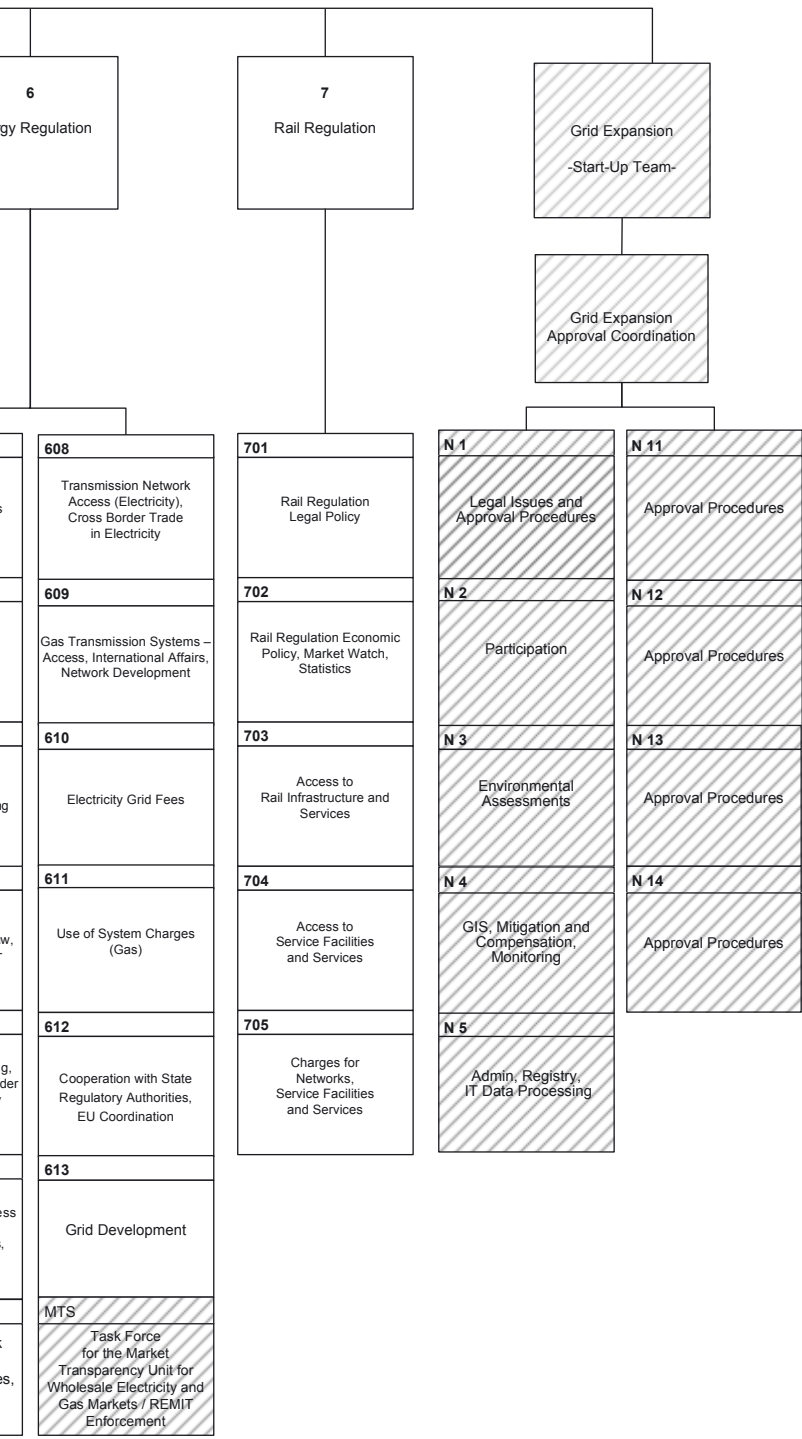 6
Regulation
7
Rail Regulation
Grid Expansion
-Start-Up Team-
Grid Expansion
Approval Coordination
608
Transmission Network
Access (Electricity),
Cross Border Trade
in Electricity
609
Gas Transmission Systems –
Access, International Affairs,
Network Development
610
Electricity Grid Fees
611
Use of System Charges
(Gas)
612
Cooperation with State
Regulatory Authorities,
EU Coordination
613
Grid Development
MTS
Task Force
for the Market
Transparency Unit for
Wholesale Electricity and
Gas Markets / REMIT
Enforcement
701
Rail Regulation
Legal Policy
702
Rail Regulation Economic
Policy, Market Watch,
Statistics
703
Access to
Rail Infrastructure and
Services
704
Access to
Service Facilities
and Services
705
Charges for
Networks,
Service Facilities
and Services
N 1
Legal Issues and
Approval Procedures
N 2
Participation
N 3
Environmental
Assessments
N 4
GIS, Mitigation and
Compensation,
Monitoring
N 5
Admin, Registry,
IT Data Processing
N 11
Approval Procedures
N 12
Approval Procedures
N 13
Approval Procedures
N 14
Approval Procedures